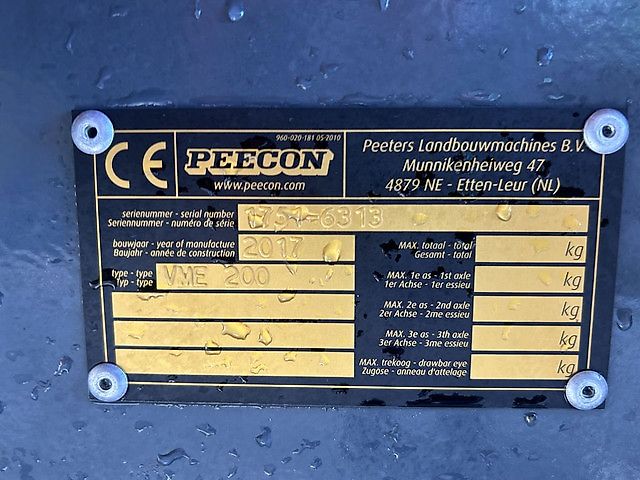 960-020-181 05-2010
CE
PEECON
www.peecon.com
Peeters Landbouwmachines B.V.
Munnikenheiweg 47
4879 NE - Etten-Leur (NL)
serienummer - serial number
Seriennummer - numéro de série
1751-6313
bouwjaar - year of manufacture
Baujahr - année de construction
2017
type - type
Typ - type
VME 200
MAX. totaal - total
Gesamt - total
kg
MAX. 1e as - 1st axle
1er Achse - 1er essieu
kg
MAX. 2e as - 2nd axle
2er Achse - 2me essieu
kg
MAX. 3e as - 3th axle
3er Achse - 3me essieu
kg
MAX. trekoog - drawbar eye
Zugöse - anneau d'attelage
kg